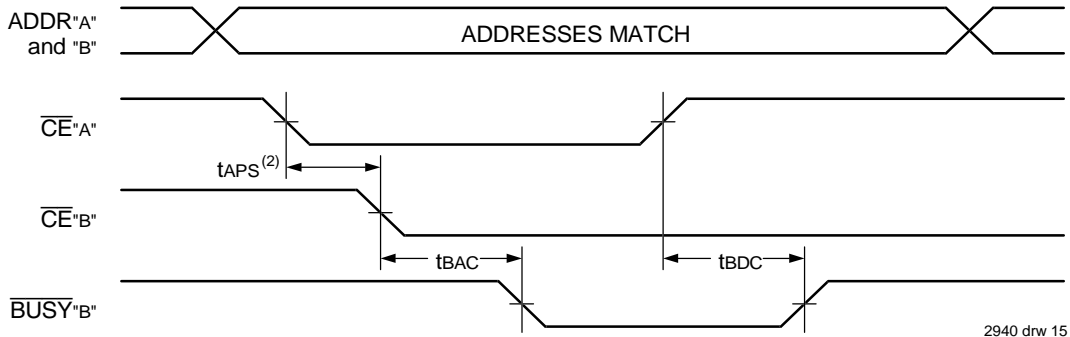 ADDR"A"
and "B"
ADDRESSES MATCH
CE"A"
tAPS(2)
CE"B"
tBAC
tBDC
BUSY"B"
2940 drw 15